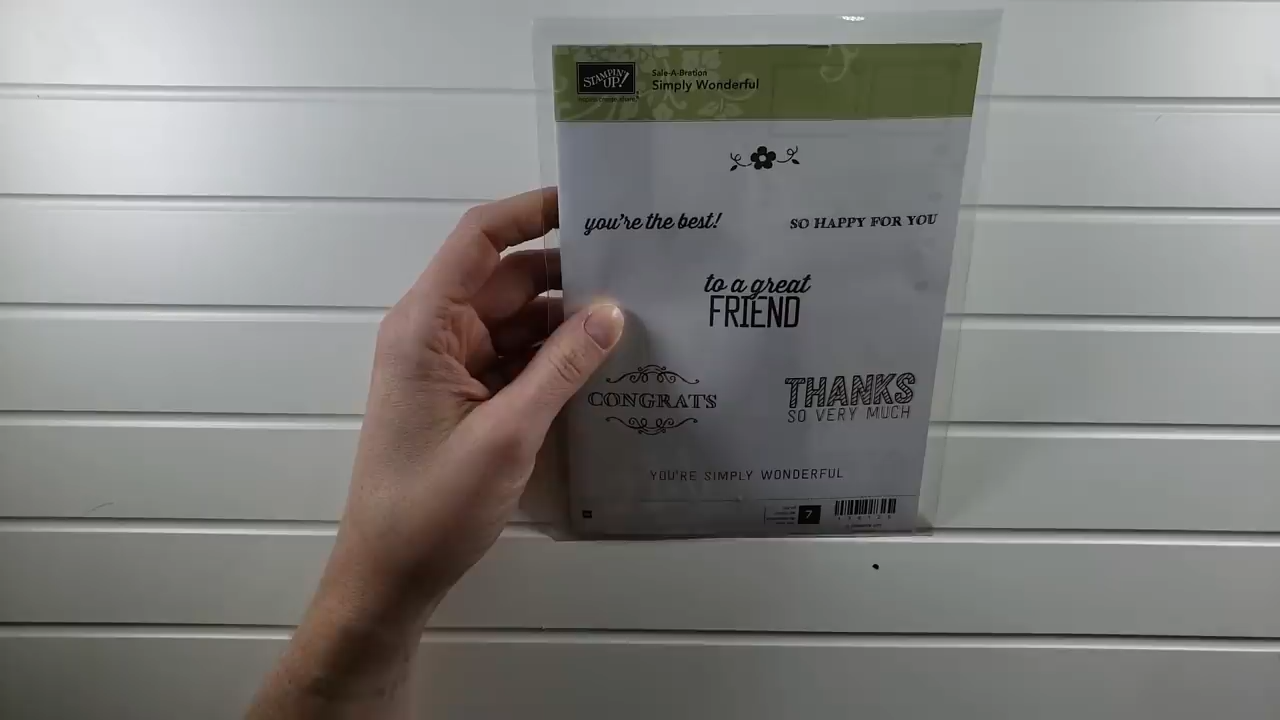 STAMPIN' UP!
Sale-A-Bration
Simply Wonderful
you're the best!
SO HAPPY FOR YOU
to a great
FRIEND
CONGRATS
THANKS
SO VERY MUCH
YOU'RE SIMPLY WONDERFUL
7